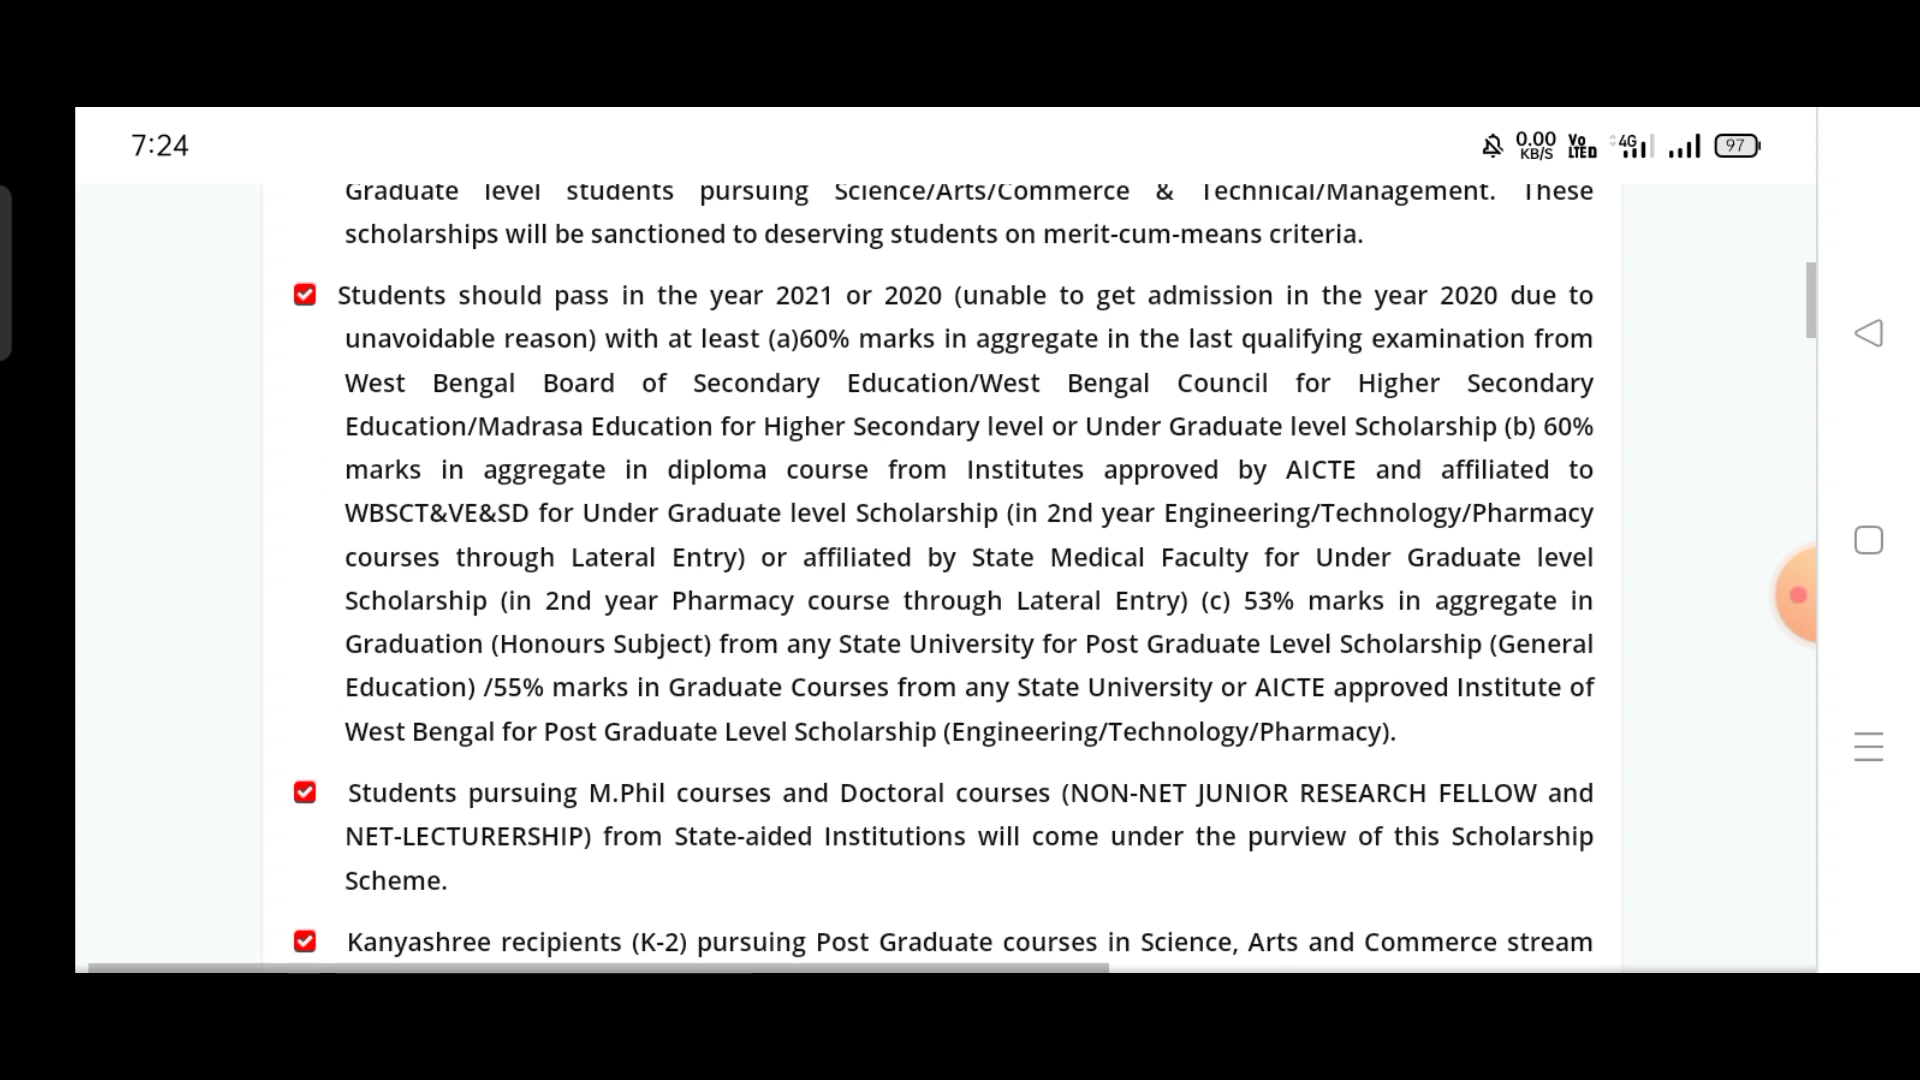 7:24
0.00
KB/S
Vo
LTED
4G
97
Graduate level students pursuing Science/Arts/Commerce & Technical/Management. These
scholarships will be sanctioned to deserving students on merit-cum-means criteria.
Students should pass in the year 2021 or 2020 (unable to get admission in the year 2020 due to
unavoidable reason) with at least (a)60% marks in aggregate in the last qualifying examination from
West Bengal Board of Secondary Education/West Bengal Council for Higher Secondary
Education/Madrasa Education for Higher Secondary level or Under Graduate level Scholarship (b) 60%
marks in aggregate in diploma course from Institutes approved by AICTE and affiliated to
WBSCT&VE&SD for Under Graduate level Scholarship (in 2nd year Engineering/Technology/Pharmacy
courses through Lateral Entry) or affiliated by State Medical Faculty for Under Graduate level
Scholarship (in 2nd year Pharmacy course through Lateral Entry) (c) 53% marks in aggregate in
Graduation (Honours Subject) from any State University for Post Graduate Level Scholarship (General
Education) /55% marks in Graduate Courses from any State University or AICTE approved Institute of
West Bengal for Post Graduate Level Scholarship (Engineering/Technology/Pharmacy).
Students pursuing M.Phil courses and Doctoral courses (NON-NET JUNIOR RESEARCH FELLOW and
NET-LECTURERSHIP) from State-aided Institutions will come under the purview of this Scholarship
Scheme.
Kanyashree recipients (K-2) pursuing Post Graduate courses in Science, Arts and Commerce stream